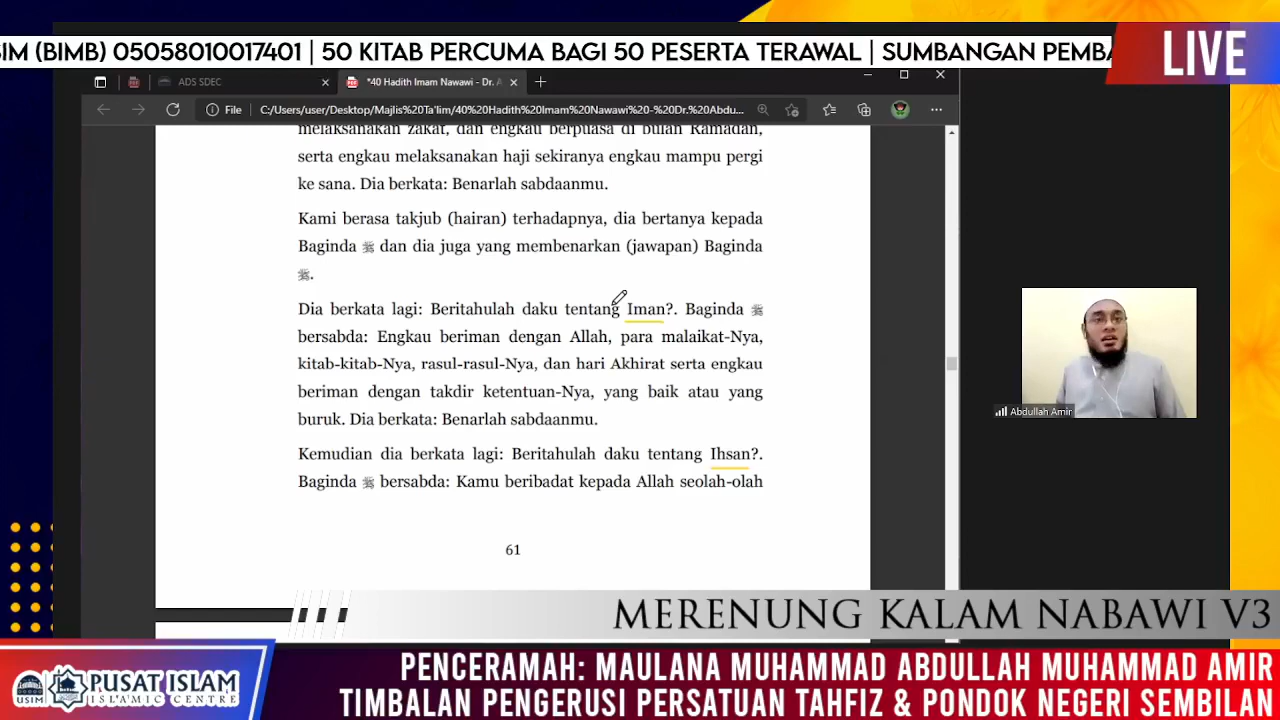 SIM (BIMB) 05058010017401 | 50 KITAB PERCUMA BAGI 50 PESERTA TERAWAL | SUMBANGAN PEMBA
LIVE
ADS SDEC
*40 Hadith Imam Nawawi - Dr. A
File C:/Users/user/Desktop/Majlis%20Ta'lim/40%20Hadith%20Imam%20Nawawi%20-%20Dr.%20Abdu...
melaksanakan zakat, dan engkau berpuasa di bulan Ramadan,
serta engkau melaksanakan haji sekiranya engkau mampu pergi
ke sana. Dia berkata: Benarlah sabdaanmu.
Kami berasa takjub (hairan) terhadapnya, dia bertanya kepada
Baginda ﷺ dan dia juga yang membenarkan (jawapan) Baginda
ﷺ.
Dia berkata lagi: Beritahulah daku tentang Iman?. Baginda ﷺ
bersabda: Engkau beriman dengan Allah, para malaikat-Nya,
kitab-kitab-Nya, rasul-rasul-Nya, dan hari Akhirat serta engkau
beriman dengan takdir ketentuan-Nya, yang baik atau yang
buruk. Dia berkata: Benarlah sabdaanmu.
Kemudian dia berkata lagi: Beritahulah daku tentang Ihsan?.
Baginda ﷺ bersabda: Kamu beribadat kepada Allah seolah-olah
61
Abdullah Amir
MERENUNG KALAM NABAWI V3
USIM
PUSAT ISLAM
ISLAMIC CENTRE
PENCERAMAH: MAULANA MUHAMMAD ABDULLAH MUHAMMAD AMIR
TIMBALAN PENGERUSI PERSATUAN TAHFIZ & PONDOK NEGERI SEMBILAN